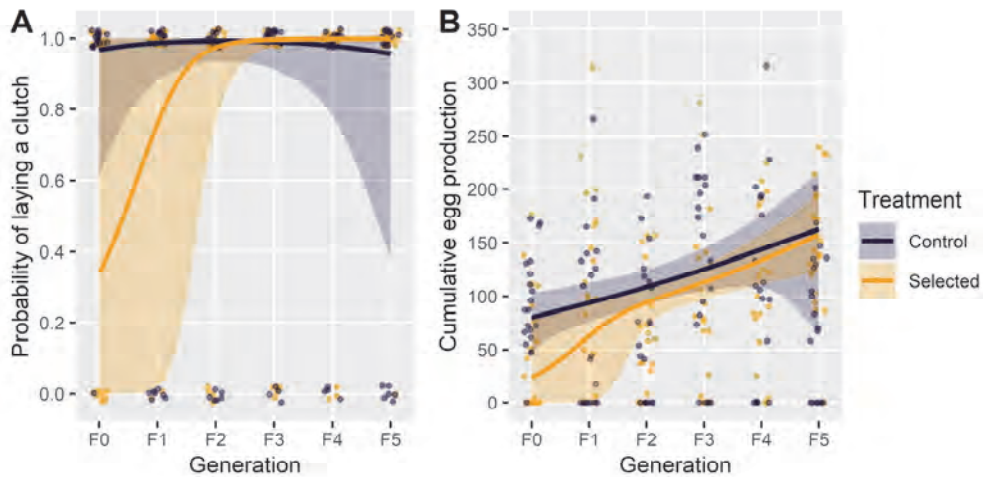 A
Probability of laying a clutch
1.0
0.8
0.6
0.4
0.2
0.0
F0 F1 F2 F3 F4 F5
Generation
B
Cumulative egg production
350
300
250
200
150
100
50
0
F0 F1 F2 F3 F4 F5
Generation
Treatment
Control
Selected